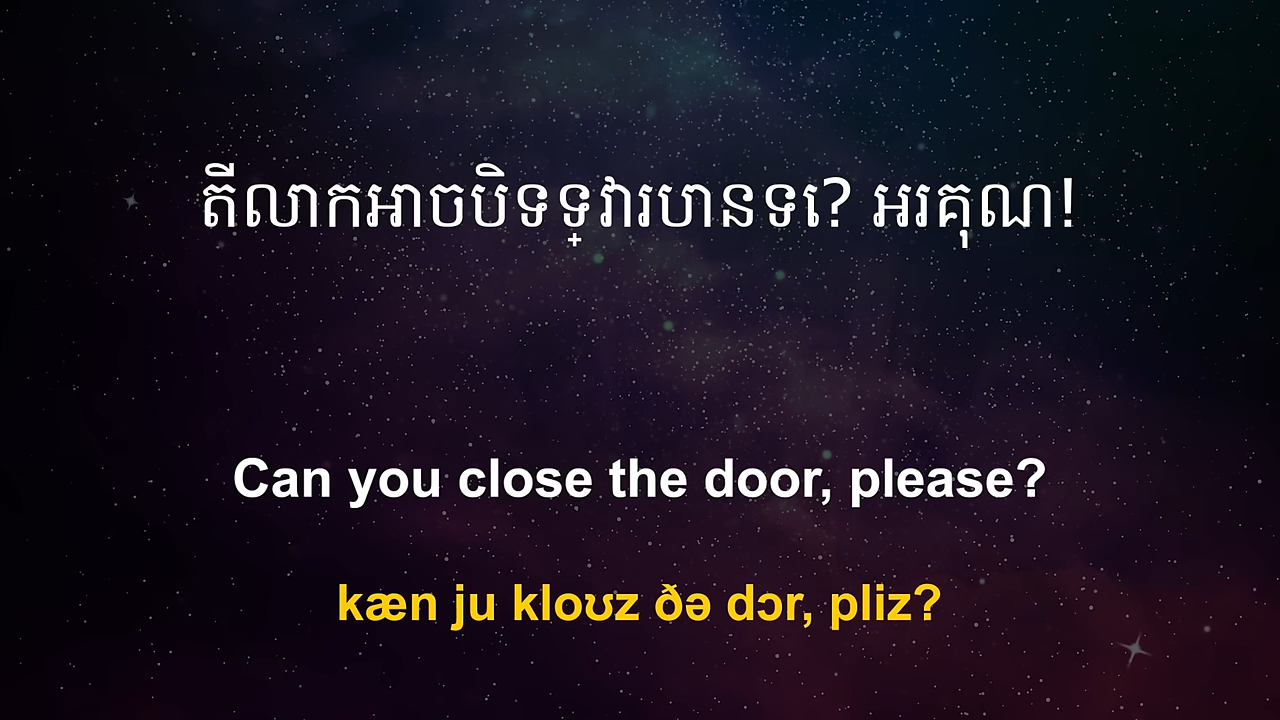 តីលាកអាចបិទទ្វារបានទេ? អរគុណ!
Can you close the door, please?
kæn ju kloʊz ðə dɔr, pliz?